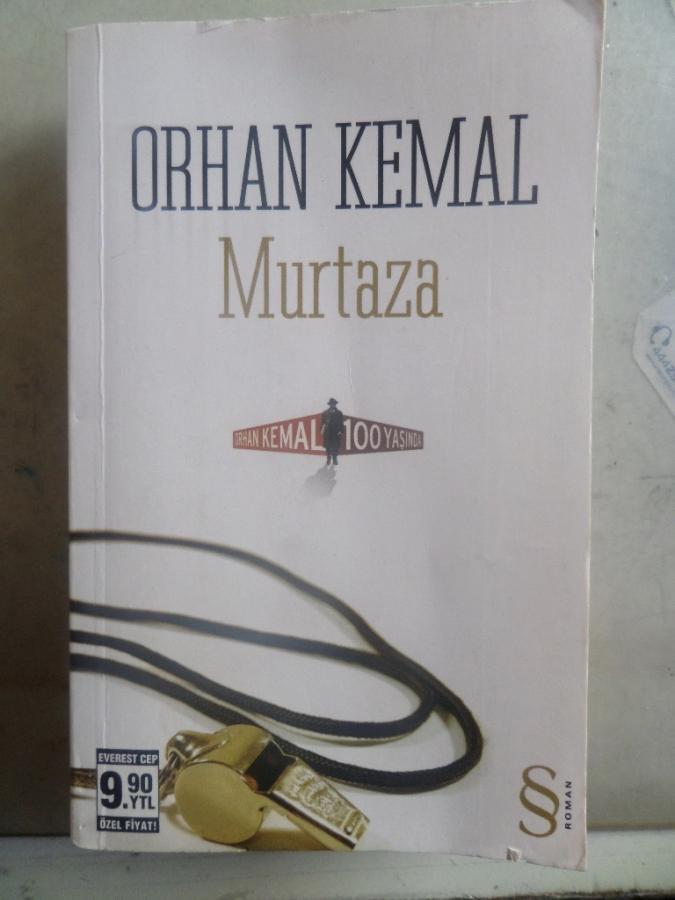 ORHAN KEMAL
Murtaza
ORHAN KEMAL 100 YAŞINDA
EVEREST CEP
9.90
YTL
ÖZEL FİYAT!
ROMAN